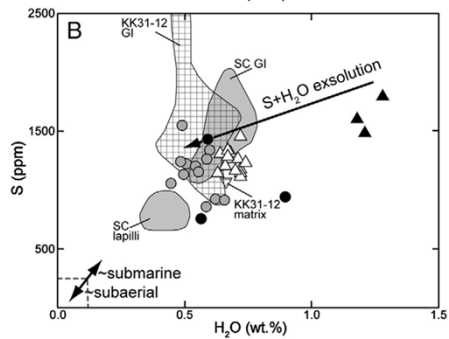 2500
B
KK31-12
GI
SC GI
S+H2O exsolution
1500
S (ppm)
KK31-12
matrix
SC
lapilli
500
~submarine
~subaerial
0.0
0.5
1.0
1.5
H2O (wt.%)